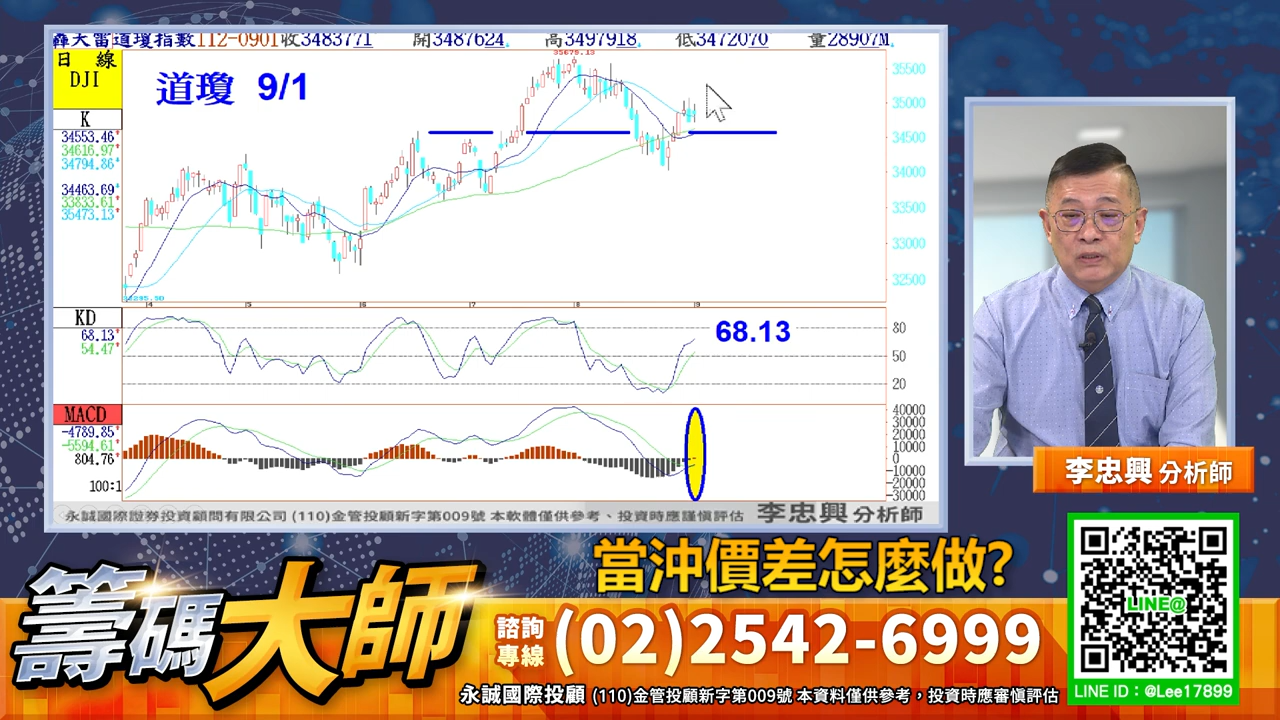 轟天雷道瓊指數112-0901收3483771 開3487624 高3497918 低3472070 量28907M
日 線
DJI
道瓊 9/1
35679.13
K
34553.46
34616.97
34794.86
34463.69
33833.61
35473.13
35500
35000
34500
34000
33500
33000
32500
4 5 6 7 8 9
KD
68.13
54.47
68.13
80
50
20
MACD
-4789.85
-5594.61
804.76
100:1
40000
30000
20000
10000
0
-10000
-20000
-30000
永誠國際證券投資顧問有限公司 (110)金管投顧新字第009號 本軟體僅供參考、投資時應謹慎評估 李忠興 分析師
李忠興 分析師
當沖價差怎麼做?
籌碼大師
諮詢專線 (02)2542-6999
永誠國際投顧 (110)金管投顧新字第009號 本資料僅供參考，投資時應審慎評估
LINE@
LINE ID：@Lee17899